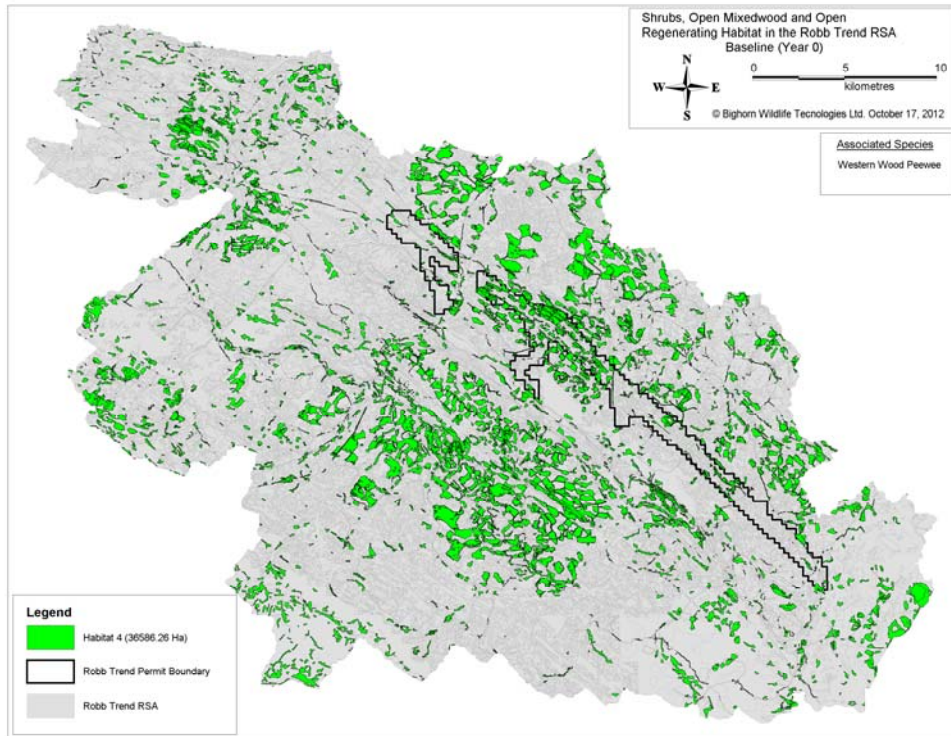 Shrubs, Open Mixedwood and Open
Regenerating Habitat in the Robb Trend RSA
Baseline (Year 0)
N
W E
S
0 5 10
kilometres
© Bighorn Wildlife Tecnologies Ltd. October 17, 2012
Associated Species
Western Wood Peewee
Legend
Habitat 4 (36586.26 Ha)
Robb Trend Permit Boundary
Robb Trend RSA